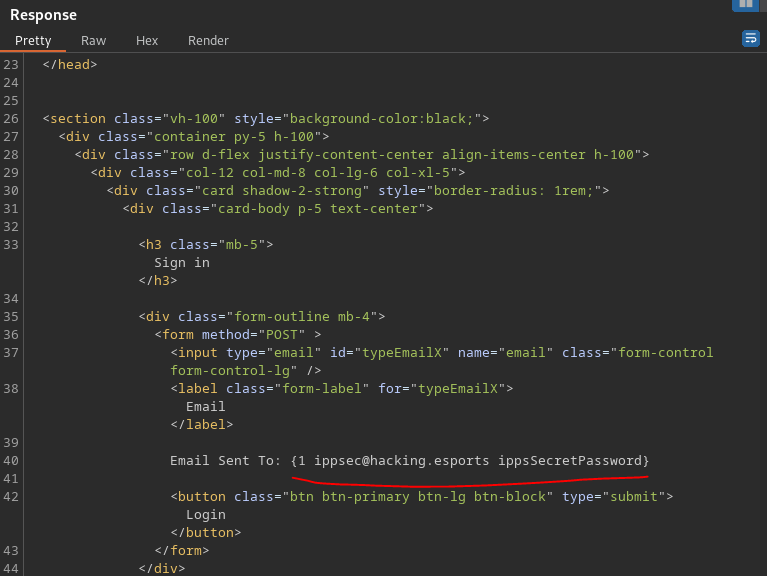 Response
Pretty Raw Hex Render
23 </head>
24
25
26 <section class="vh-100" style="background-color:black;">
27 <div class="container py-5 h-100">
28 <div class="row d-flex justify-content-center align-items-center h-100">
29 <div class="col-12 col-md-8 col-lg-6 col-xl-5">
30 <div class="card shadow-2-strong" style="border-radius: 1rem;">
31 <div class="card-body p-5 text-center">
32
33 <h3 class="mb-5">
Sign in
</h3>
34
35 <div class="form-outline mb-4">
36 <form method="POST" >
37 <input type="email" id="typeEmailX" name="email" class="form-control
form-control-lg" />
38 <label class="form-label" for="typeEmailX">
Email
</label>
39
40 Email Sent To: {1 ippsec@hacking.esports ippsSecretPassword}
41
42 <button class="btn btn-primary btn-lg btn-block" type="submit">
Login
</button>
43 </form>
44 </div>